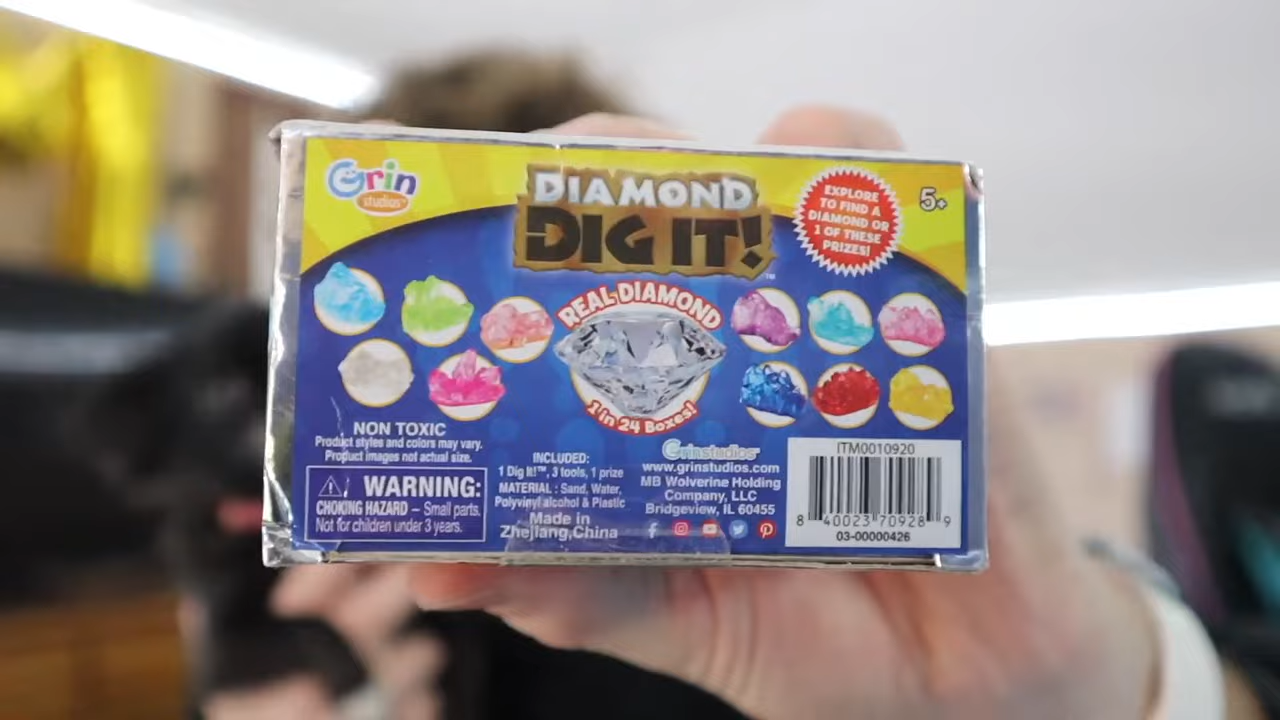 Grin
studios™
DIAMOND
DIG IT!™
EXPLORE
TO FIND A
DIAMOND OR
1 OF THESE
PRIZES!
5+
REAL DIAMOND
1 in 24 Boxes!
NON TOXIC
Product styles and colors may vary.
Product images not actual size.
WARNING:
CHOKING HAZARD – Small parts.
Not for children under 3 years.
INCLUDED:
1 Dig It!™, 3 tools, 1 prize
MATERIAL : Sand, Water,
Polyvinyl alcohol & Plastic
Made in
Zhejiang,China
Grinstudios
www.grinstudios.com
MB Wolverine Holding
Company, LLC
Bridgeview, IL 60455
ITM0010920
8 40023 70928 9
03-00000426